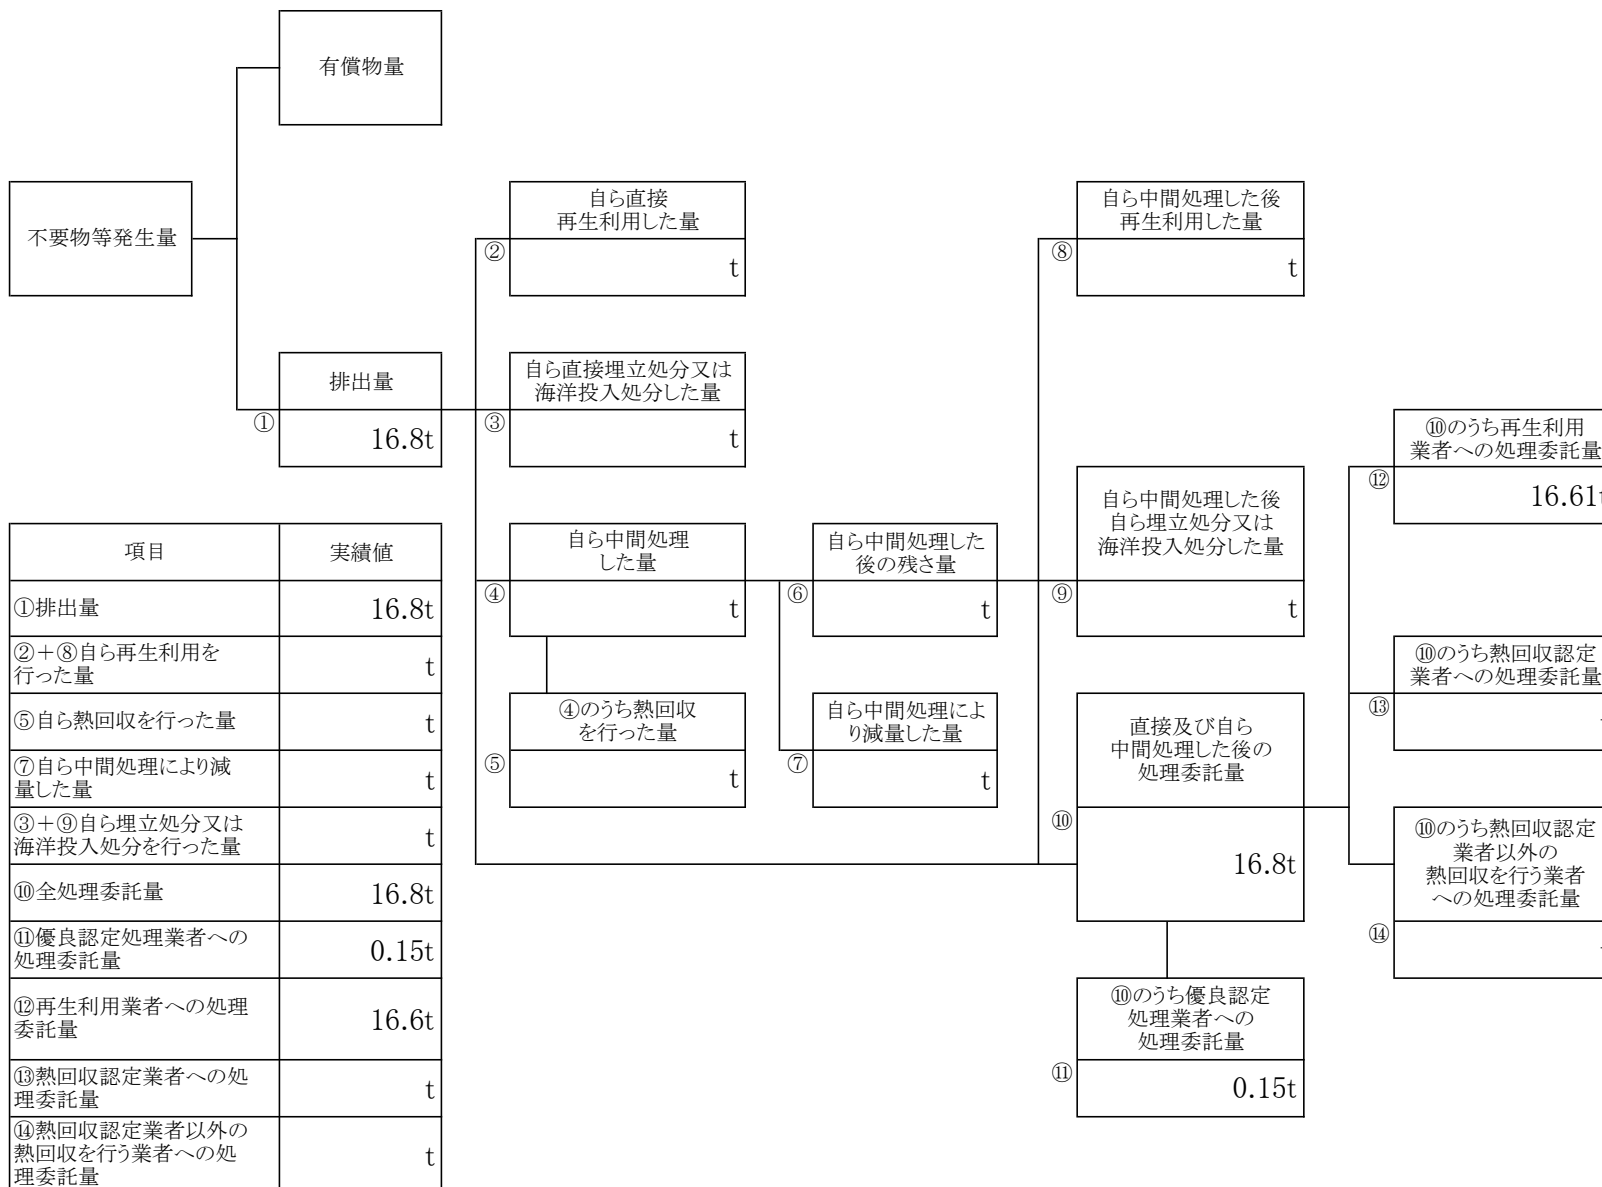 有償物量
不要物等発生量
自ら直接
再生利用した量
②
t
自ら中間処理した後
再生利用した量
⑧
t
排出量
①
16.8t
自ら直接埋立処分又は
海洋投入処分した量
③
t
⑩のうち再生利用
業者への処理委託量
⑫
16.61t
自ら中間処理した後
自ら埋立処分又は
海洋投入処分した量
⑨
t
自ら中間処理
した量
④
t
自ら中間処理した
後の残さ量
⑥
t
④のうち熱回収
を行った量
⑤
t
自ら中間処理によ
り減量した量
⑦
t
⑩のうち熱回収認定
業者への処理委託量
⑬
直接及び自ら
中間処理した後の
処理委託量
⑩
16.8t
⑩のうち熱回収認定
業者以外の
熱回収を行う業者
への処理委託量
⑭
⑩のうち優良認定
処理業者への
処理委託量
⑪
0.15t
項目 実績値
①排出量 16.8t
②+⑧自ら再生利用を
行った量 t
⑤自ら熱回収を行った量 t
⑦自ら中間処理により減
量した量 t
③+⑨自ら埋立処分又は
海洋投入処分を行った量 t
⑩全処理委託量 16.8t
⑪優良認定処理業者への
処理委託量 0.15t
⑫再生利用業者への処理
委託量 16.6t
⑬熱回収認定業者への処
理委託量 t
⑭熱回収認定業者以外の
熱回収を行う業者への処
理委託量 t